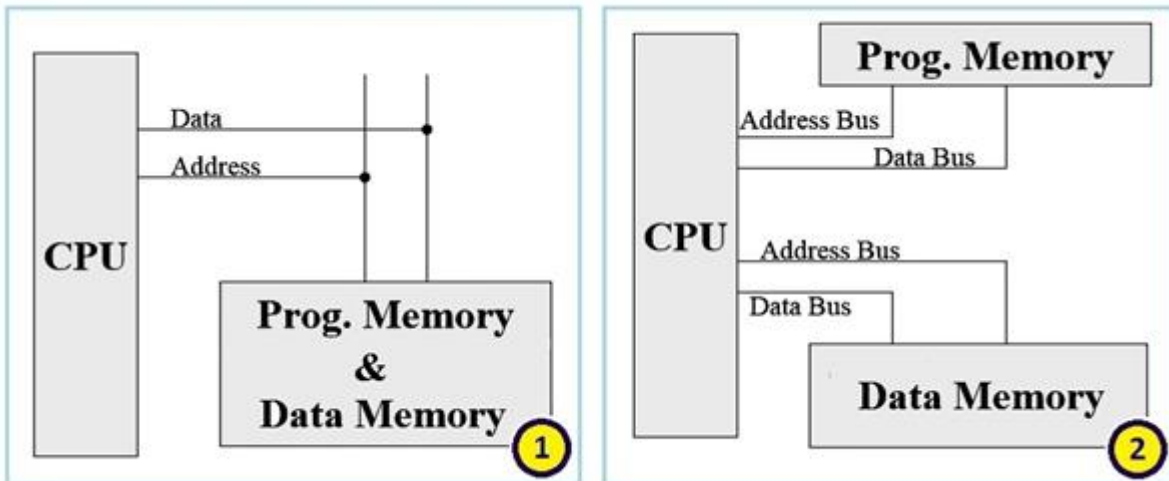 CPU
Data
Address
Prog. Memory
&
Data Memory
1
CPU
Prog. Memory
Address Bus
Data Bus
Address Bus
Data Bus
Data Memory
2